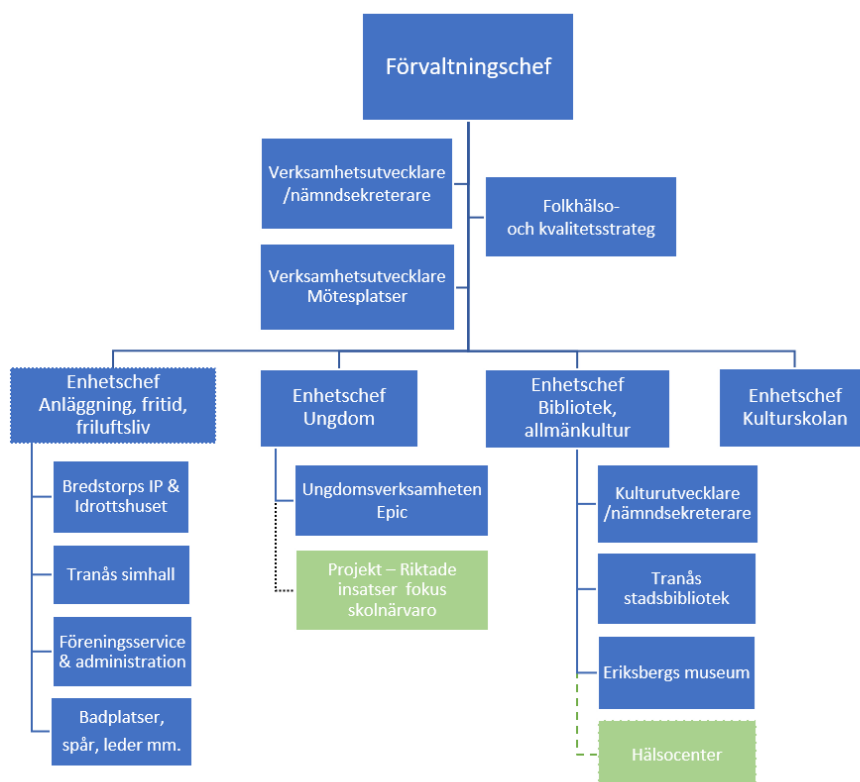 Förvaltningschef
Verksamhetsutvecklare
/nämndsekreterare
Folkhälso-
och kvalitetsstrateg
Verksamhetsutvecklare
Mötesplatser
Enhetschef
Anläggning, fritid,
friluftsliv
Bredstorps IP &
Idrottshuset
Tranås simhall
Föreningsservice
& administration
Badplatser,
spår, leder mm.
Enhetschef
Ungdom
Ungdomsverksamheten
Epic
Projekt – Riktade
insatser fokus
skolnärvaro
Enhetschef
Bibliotek,
allmänkultur
Kulturutvecklare
/nämndsekreterare
Tranås
stadsbibliotek
Eriksbergs museum
Hälsocenter
Enhetschef
Kulturskolan